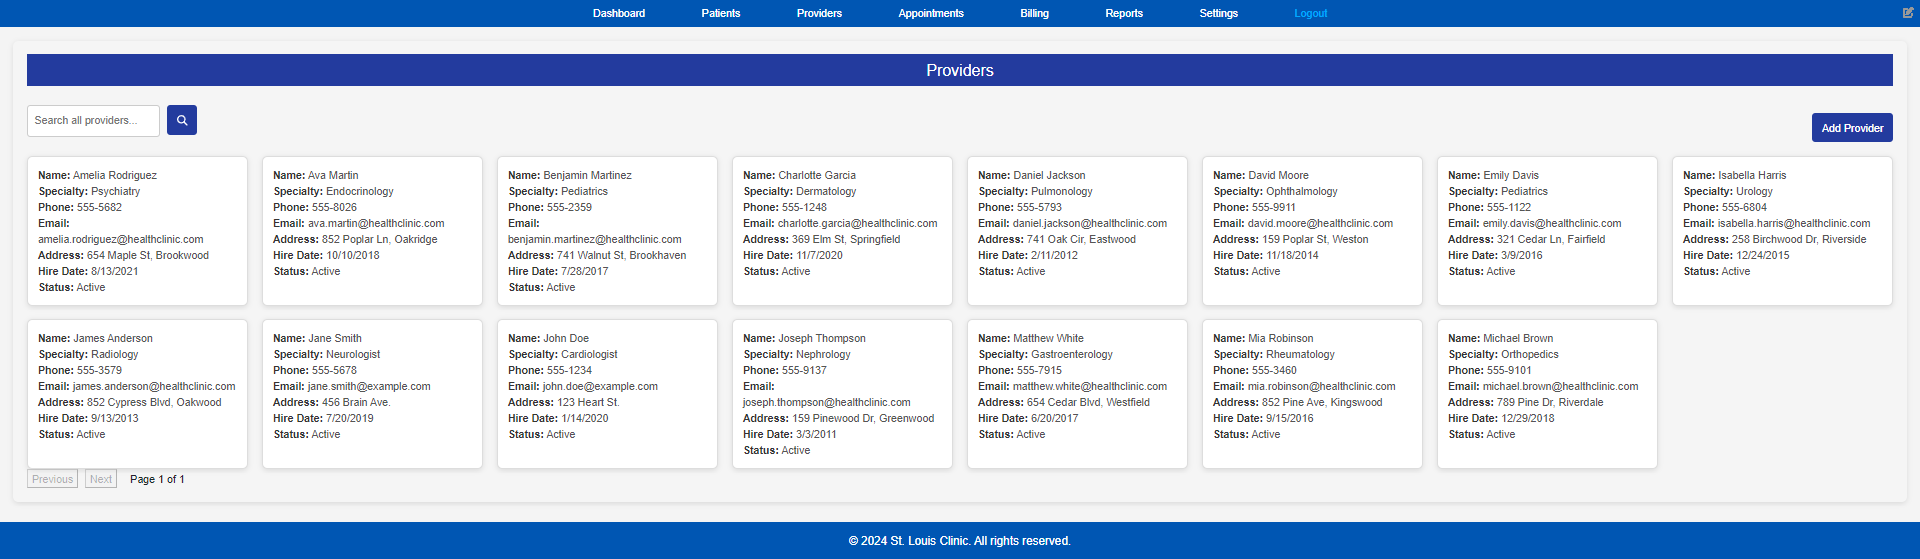 Dashboard Patients Providers Appointments Billing Reports Settings Logout
Providers
Search all providers...
Add Provider
Name: Amelia Rodriguez
Specialty: Psychiatry
Phone: 555-5682
Email:
amelia.rodriguez@healthclinic.com
Address: 654 Maple St, Brookwood
Hire Date: 8/13/2021
Status: Active
Name: Ava Martin
Specialty: Endocrinology
Phone: 555-8026
Email: ava.martin@healthclinic.com
Address: 852 Poplar Ln, Oakridge
Hire Date: 10/10/2018
Status: Active
Name: Benjamin Martinez
Specialty: Pediatrics
Phone: 555-2359
Email:
benjamin.martinez@healthclinic.com
Address: 741 Walnut St, Brookhaven
Hire Date: 7/28/2017
Status: Active
Name: Charlotte Garcia
Specialty: Dermatology
Phone: 555-1248
Email: charlotte.garcia@healthclinic.com
Address: 369 Elm St, Springfield
Hire Date: 11/7/2020
Status: Active
Name: Daniel Jackson
Specialty: Pulmonology
Phone: 555-5793
Email: daniel.jackson@healthclinic.com
Address: 741 Oak Cir, Eastwood
Hire Date: 2/11/2012
Status: Active
Name: David Moore
Specialty: Ophthalmology
Phone: 555-9911
Email: david.moore@healthclinic.com
Address: 159 Poplar St, Weston
Hire Date: 11/18/2014
Status: Active
Name: Emily Davis
Specialty: Pediatrics
Phone: 555-1122
Email: emily.davis@healthclinic.com
Address: 321 Cedar Ln, Fairfield
Hire Date: 3/9/2016
Status: Active
Name: Isabella Harris
Specialty: Urology
Phone: 555-6804
Email: isabella.harris@healthclinic.com
Address: 258 Birchwood Dr, Riverside
Hire Date: 12/24/2015
Status: Active
Name: James Anderson
Specialty: Radiology
Phone: 555-3579
Email: james.anderson@healthclinic.com
Address: 852 Cypress Blvd, Oakwood
Hire Date: 9/13/2013
Status: Active
Name: Jane Smith
Specialty: Neurologist
Phone: 555-5678
Email: jane.smith@example.com
Address: 456 Brain Ave.
Hire Date: 7/20/2019
Status: Active
Name: John Doe
Specialty: Cardiologist
Phone: 555-1234
Email: john.doe@example.com
Address: 123 Heart St.
Hire Date: 1/14/2020
Status: Active
Name: Joseph Thompson
Specialty: Nephrology
Phone: 555-9137
Email:
joseph.thompson@healthclinic.com
Address: 159 Pinewood Dr, Greenwood
Hire Date: 3/3/2011
Status: Active
Name: Matthew White
Specialty: Gastroenterology
Phone: 555-7915
Email: matthew.white@healthclinic.com
Address: 654 Cedar Blvd, Westfield
Hire Date: 6/20/2017
Status: Active
Name: Mia Robinson
Specialty: Rheumatology
Phone: 555-3460
Email: mia.robinson@healthclinic.com
Address: 852 Pine Ave, Kingswood
Hire Date: 9/15/2016
Status: Active
Name: Michael Brown
Specialty: Orthopedics
Phone: 555-9101
Email: michael.brown@healthclinic.com
Address: 789 Pine Dr, Riverdale
Hire Date: 12/29/2018
Status: Active
Previous Next Page 1 of 1
© 2024 St. Louis Clinic. All rights reserved.